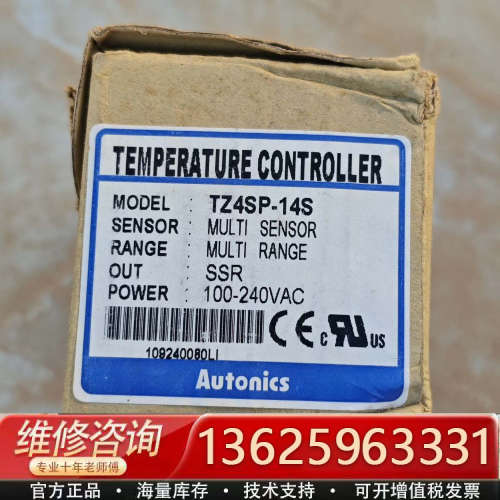 TEMPERATURE CONTROLLER
MODEL : TZ4SP-14S
SENSOR : MULTI SENSOR
RANGE : MULTI RANGE
OUT : SSR
POWER : 100-240VAC
109240080LI
CE c RU us
Autonics
维修咨询
专业十年老师傅
13625963331
官方正品 · 海量库存 · 技术支持 · 可开增值税发票